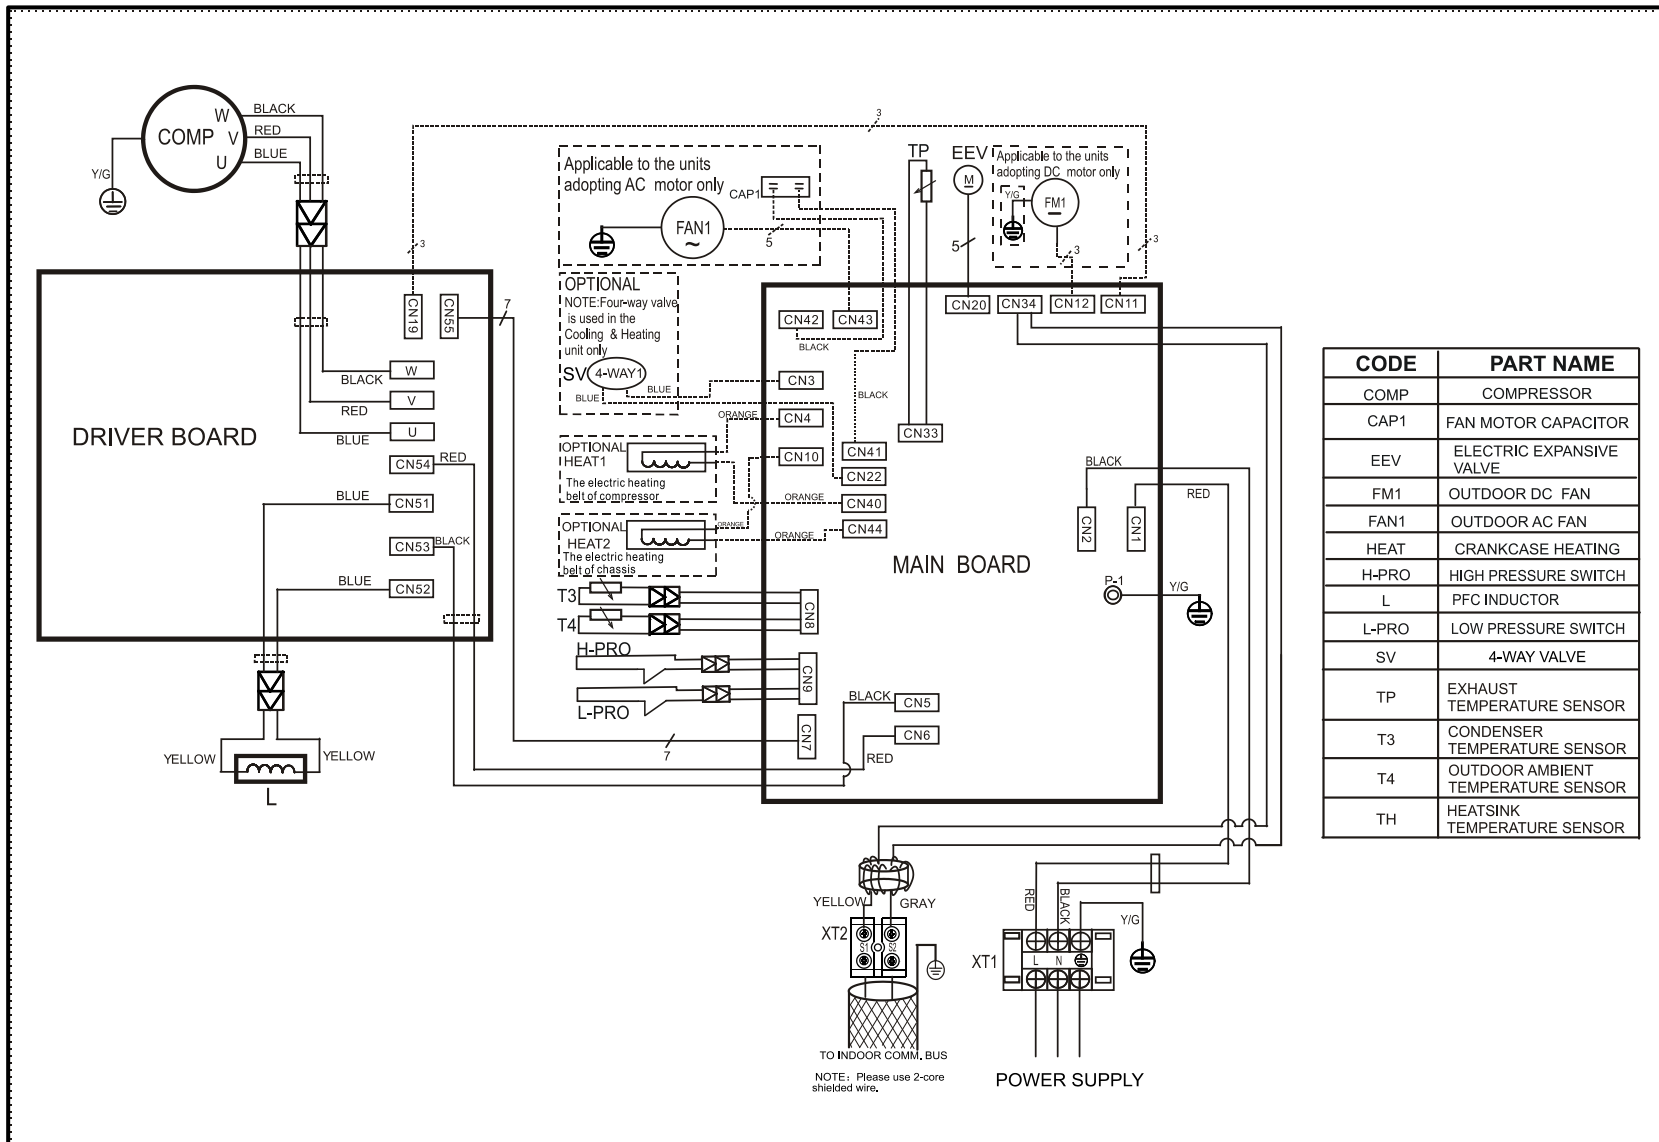 COMP
W
V
U
BLACK
RED
BLUE
Y/G
3
3
3
Applicable to the units
adopting AC motor only
CAP1
FAN1
~
5
TP
EEV
M
5
Applicable to the units
adopting DC motor only
Y/G
FM1
3
OPTIONAL
NOTE:Four-way valve
is used in the
Cooling & Heating
unit only
SV
4-WAY1
BLUE
BLUE
DRIVER BOARD
CN19
CN55
7
W
BLACK
V
RED
U
BLUE
CN54
RED
CN51
BLUE
CN53
BLACK
CN52
BLUE
YELLOW
YELLOW
L
OPTIONAL
HEAT1
The electric heating
belt of compressor
OPTIONAL
HEAT2
The electric heating
belt of chassis
ORANGE
ORANGE
ORANGE
ORANGE
T3
T4
H-PRO
L-PRO
7
MAIN BOARD
CN42
CN43
BLACK
CN3
BLACK
CN4
CN10
CN41
CN22
CN40
CN44
CN33
CN20
CN34
CN12
CN11
BLACK
RED
CN2
CN1
P-1
Y/G
CN8
CN9
CN7
BLACK
CN5
CN6
RED
YELLOW
GRAY
XT2
S1
S2
TO INDOOR COMM. BUS
NOTE: Please use 2-core
shielded wire.
RED
BLACK
Y/G
XT1
L
N
POWER SUPPLY
CODE PART NAME
COMP COMPRESSOR
CAP1 FAN MOTOR CAPACITOR
EEV ELECTRIC EXPANSIVE
VALVE
FM1 OUTDOOR DC FAN
FAN1 OUTDOOR AC FAN
HEAT CRANKCASE HEATING
H-PRO HIGH PRESSURE SWITCH
L PFC INDUCTOR
L-PRO LOW PRESSURE SWITCH
SV 4-WAY VALVE
TP EXHAUST
TEMPERATURE SENSOR
T3 CONDENSER
TEMPERATURE SENSOR
T4 OUTDOOR AMBIENT
TEMPERATURE SENSOR
TH HEATSINK
TEMPERATURE SENSOR